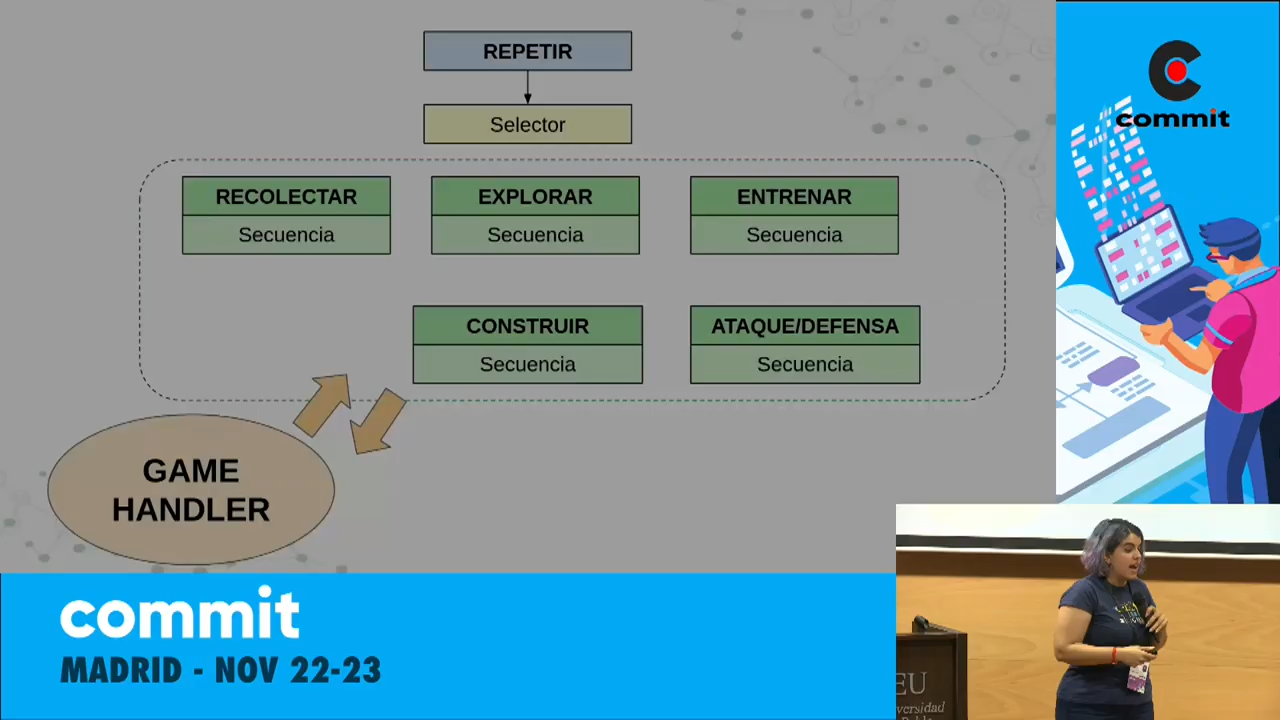 REPETIR
Selector
RECOLECTAR
Secuencia
EXPLORAR
Secuencia
ENTRENAR
Secuencia
CONSTRUIR
Secuencia
ATAQUE/DEFENSA
Secuencia
GAME
HANDLER
commit
commit
MADRID - NOV 22-23
EU
versidad